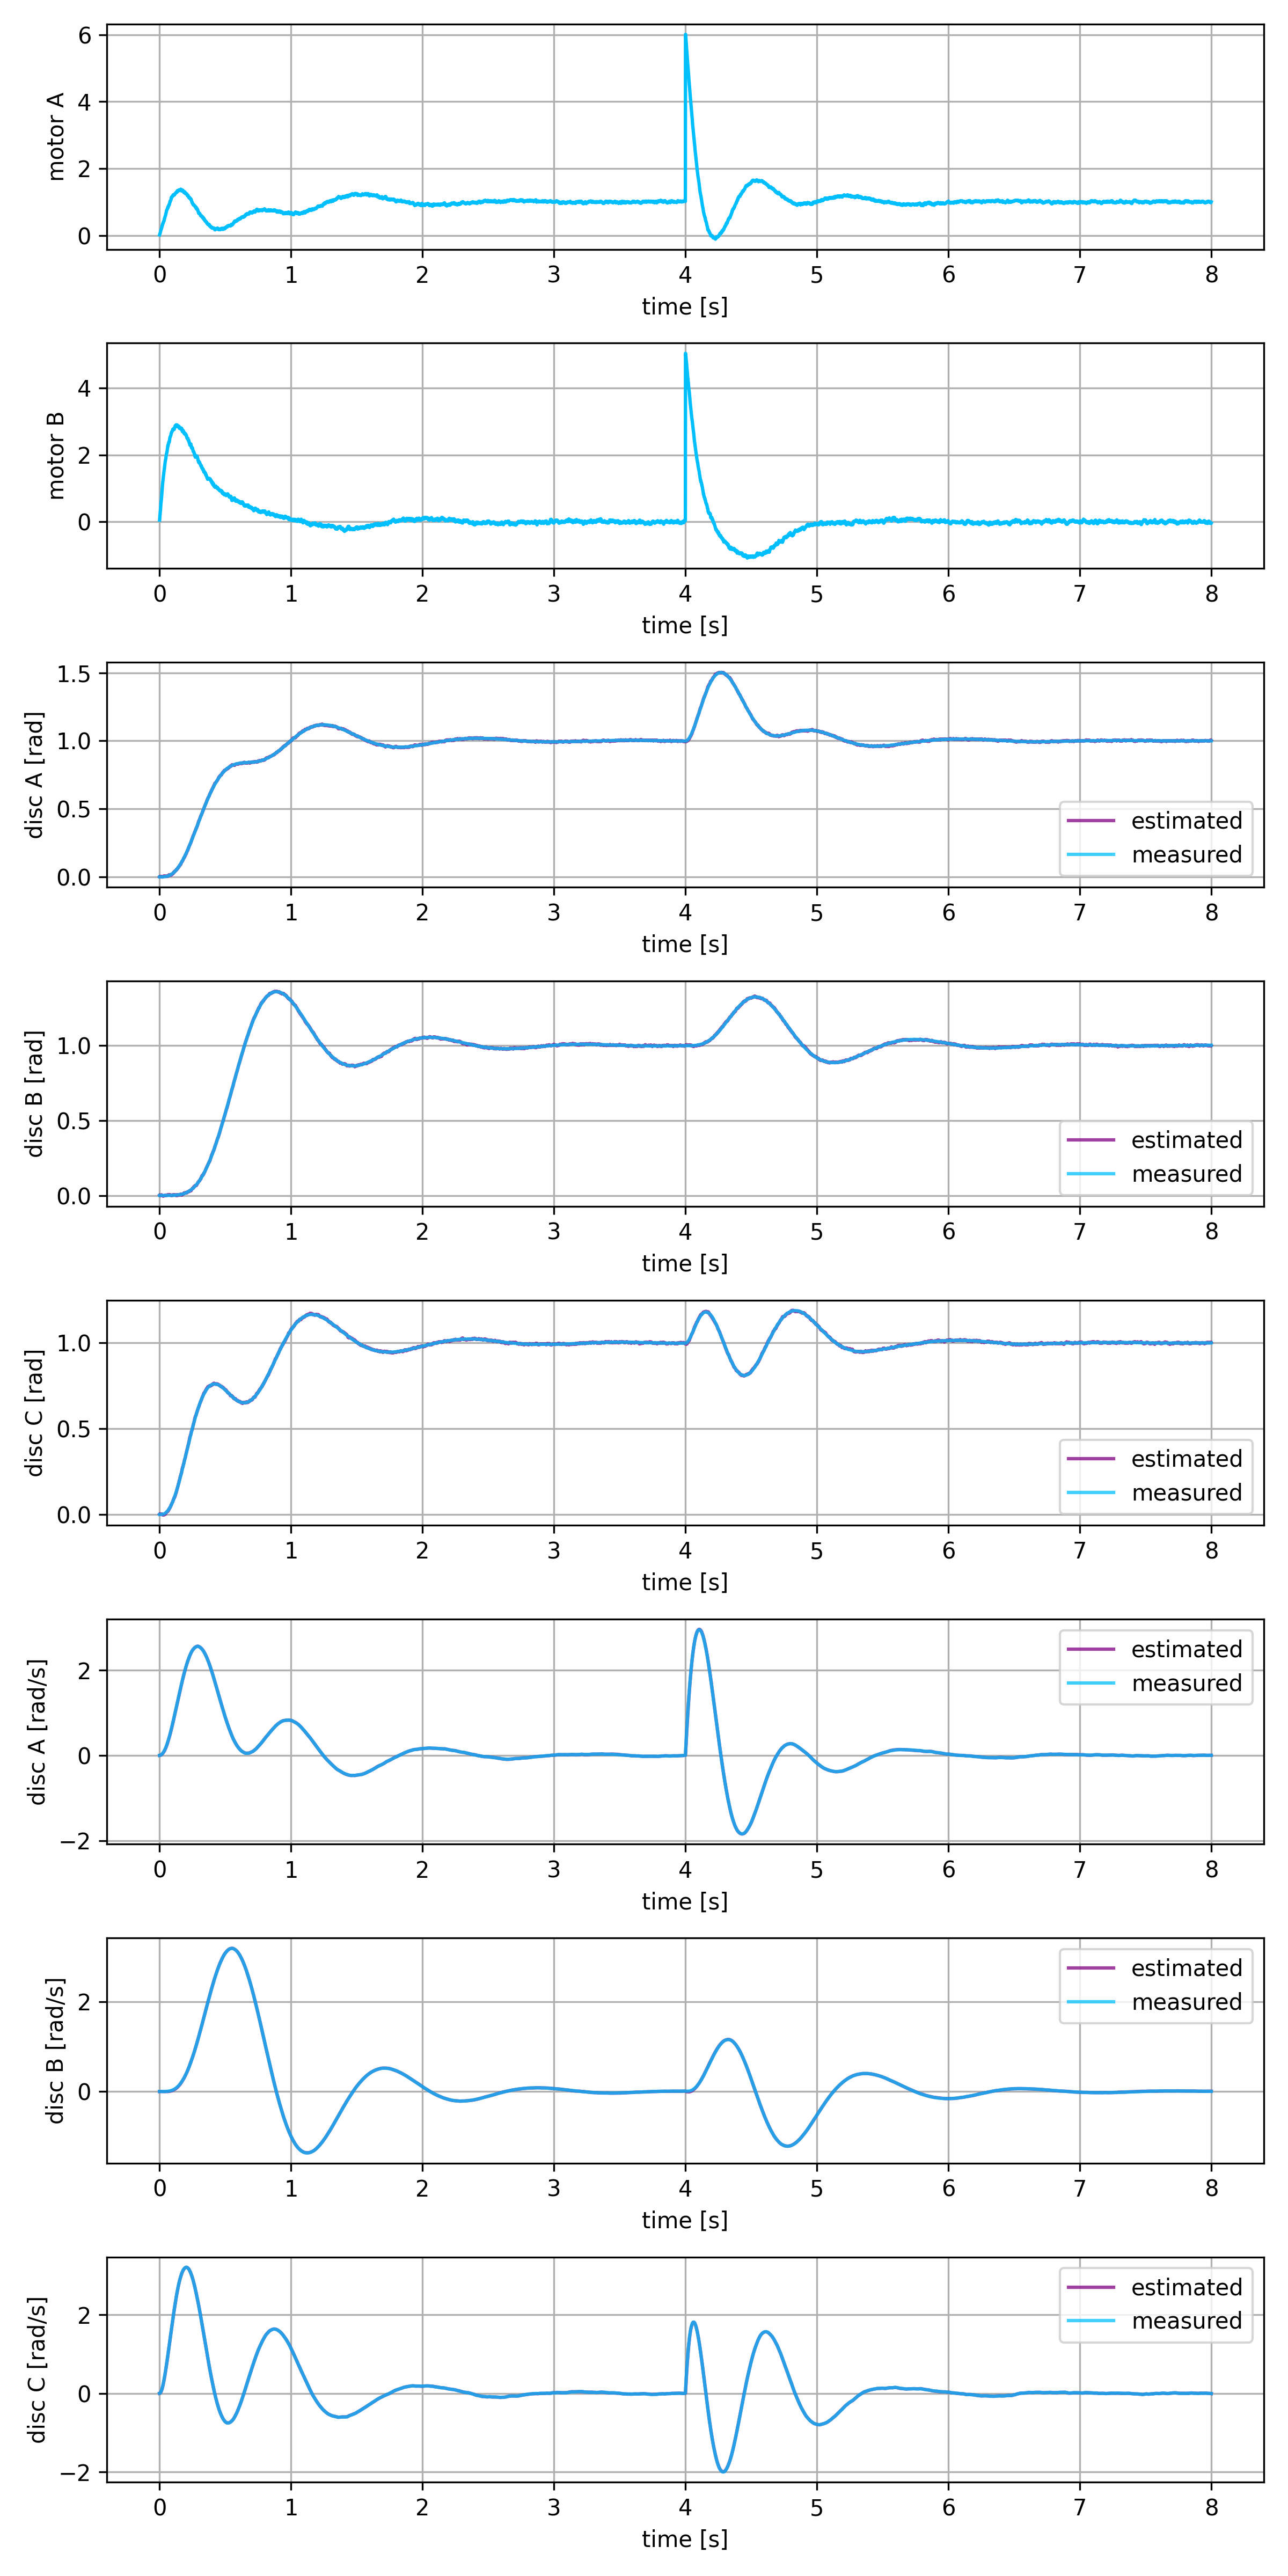 motor A
6
4
2
0
0 1 2 3 4 5 6 7 8
time [s]
motor B
4
2
0
0 1 2 3 4 5 6 7 8
time [s]
disc A [rad]
1.5
1.0
0.5
0.0
estimated
measured
0 1 2 3 4 5 6 7 8
time [s]
disc B [rad]
1.0
0.5
0.0
estimated
measured
0 1 2 3 4 5 6 7 8
time [s]
disc C [rad]
1.0
0.5
0.0
estimated
measured
0 1 2 3 4 5 6 7 8
time [s]
disc A [rad/s]
2
0
−2
estimated
measured
0 1 2 3 4 5 6 7 8
time [s]
disc B [rad/s]
2
0
estimated
measured
0 1 2 3 4 5 6 7 8
time [s]
disc C [rad/s]
2
0
−2
estimated
measured
0 1 2 3 4 5 6 7 8
time [s]